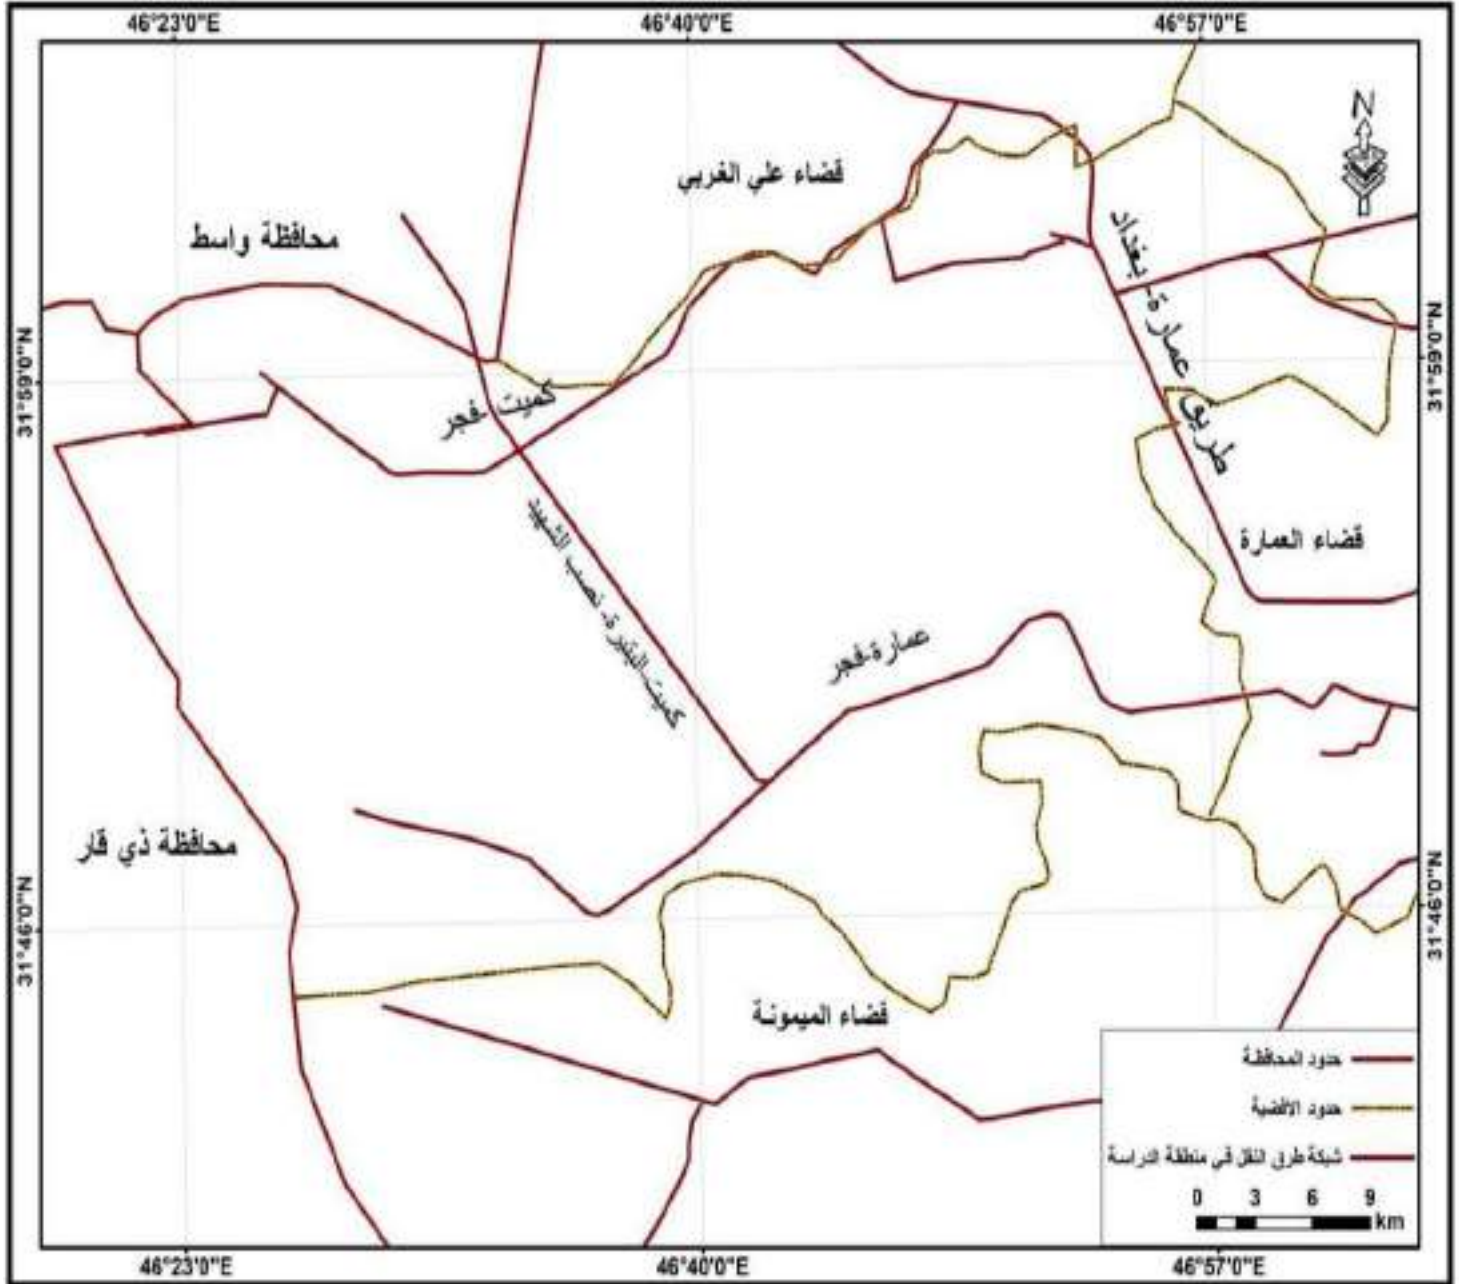 46°23'0"E 46°40'0"E 46°57'0"E
N
قضاء علي الغربي
محافظة واسط
طريق عمارة- بغداد
31°59'0"N 31°59'0"N
كميت -فجر
قضاء العمارة
كميت-البتيرة- نصب الشهيد
عمارة-فجر
محافظة ذي قار
31°46'0"N 31°46'0"N
قضاء الميمونة
حدود المحافظة
حدود الاقضية
شبكة طرق النقل في منطقة الدراسة
0 3 6 9
km
46°23'0"E 46°40'0"E 46°57'0"E